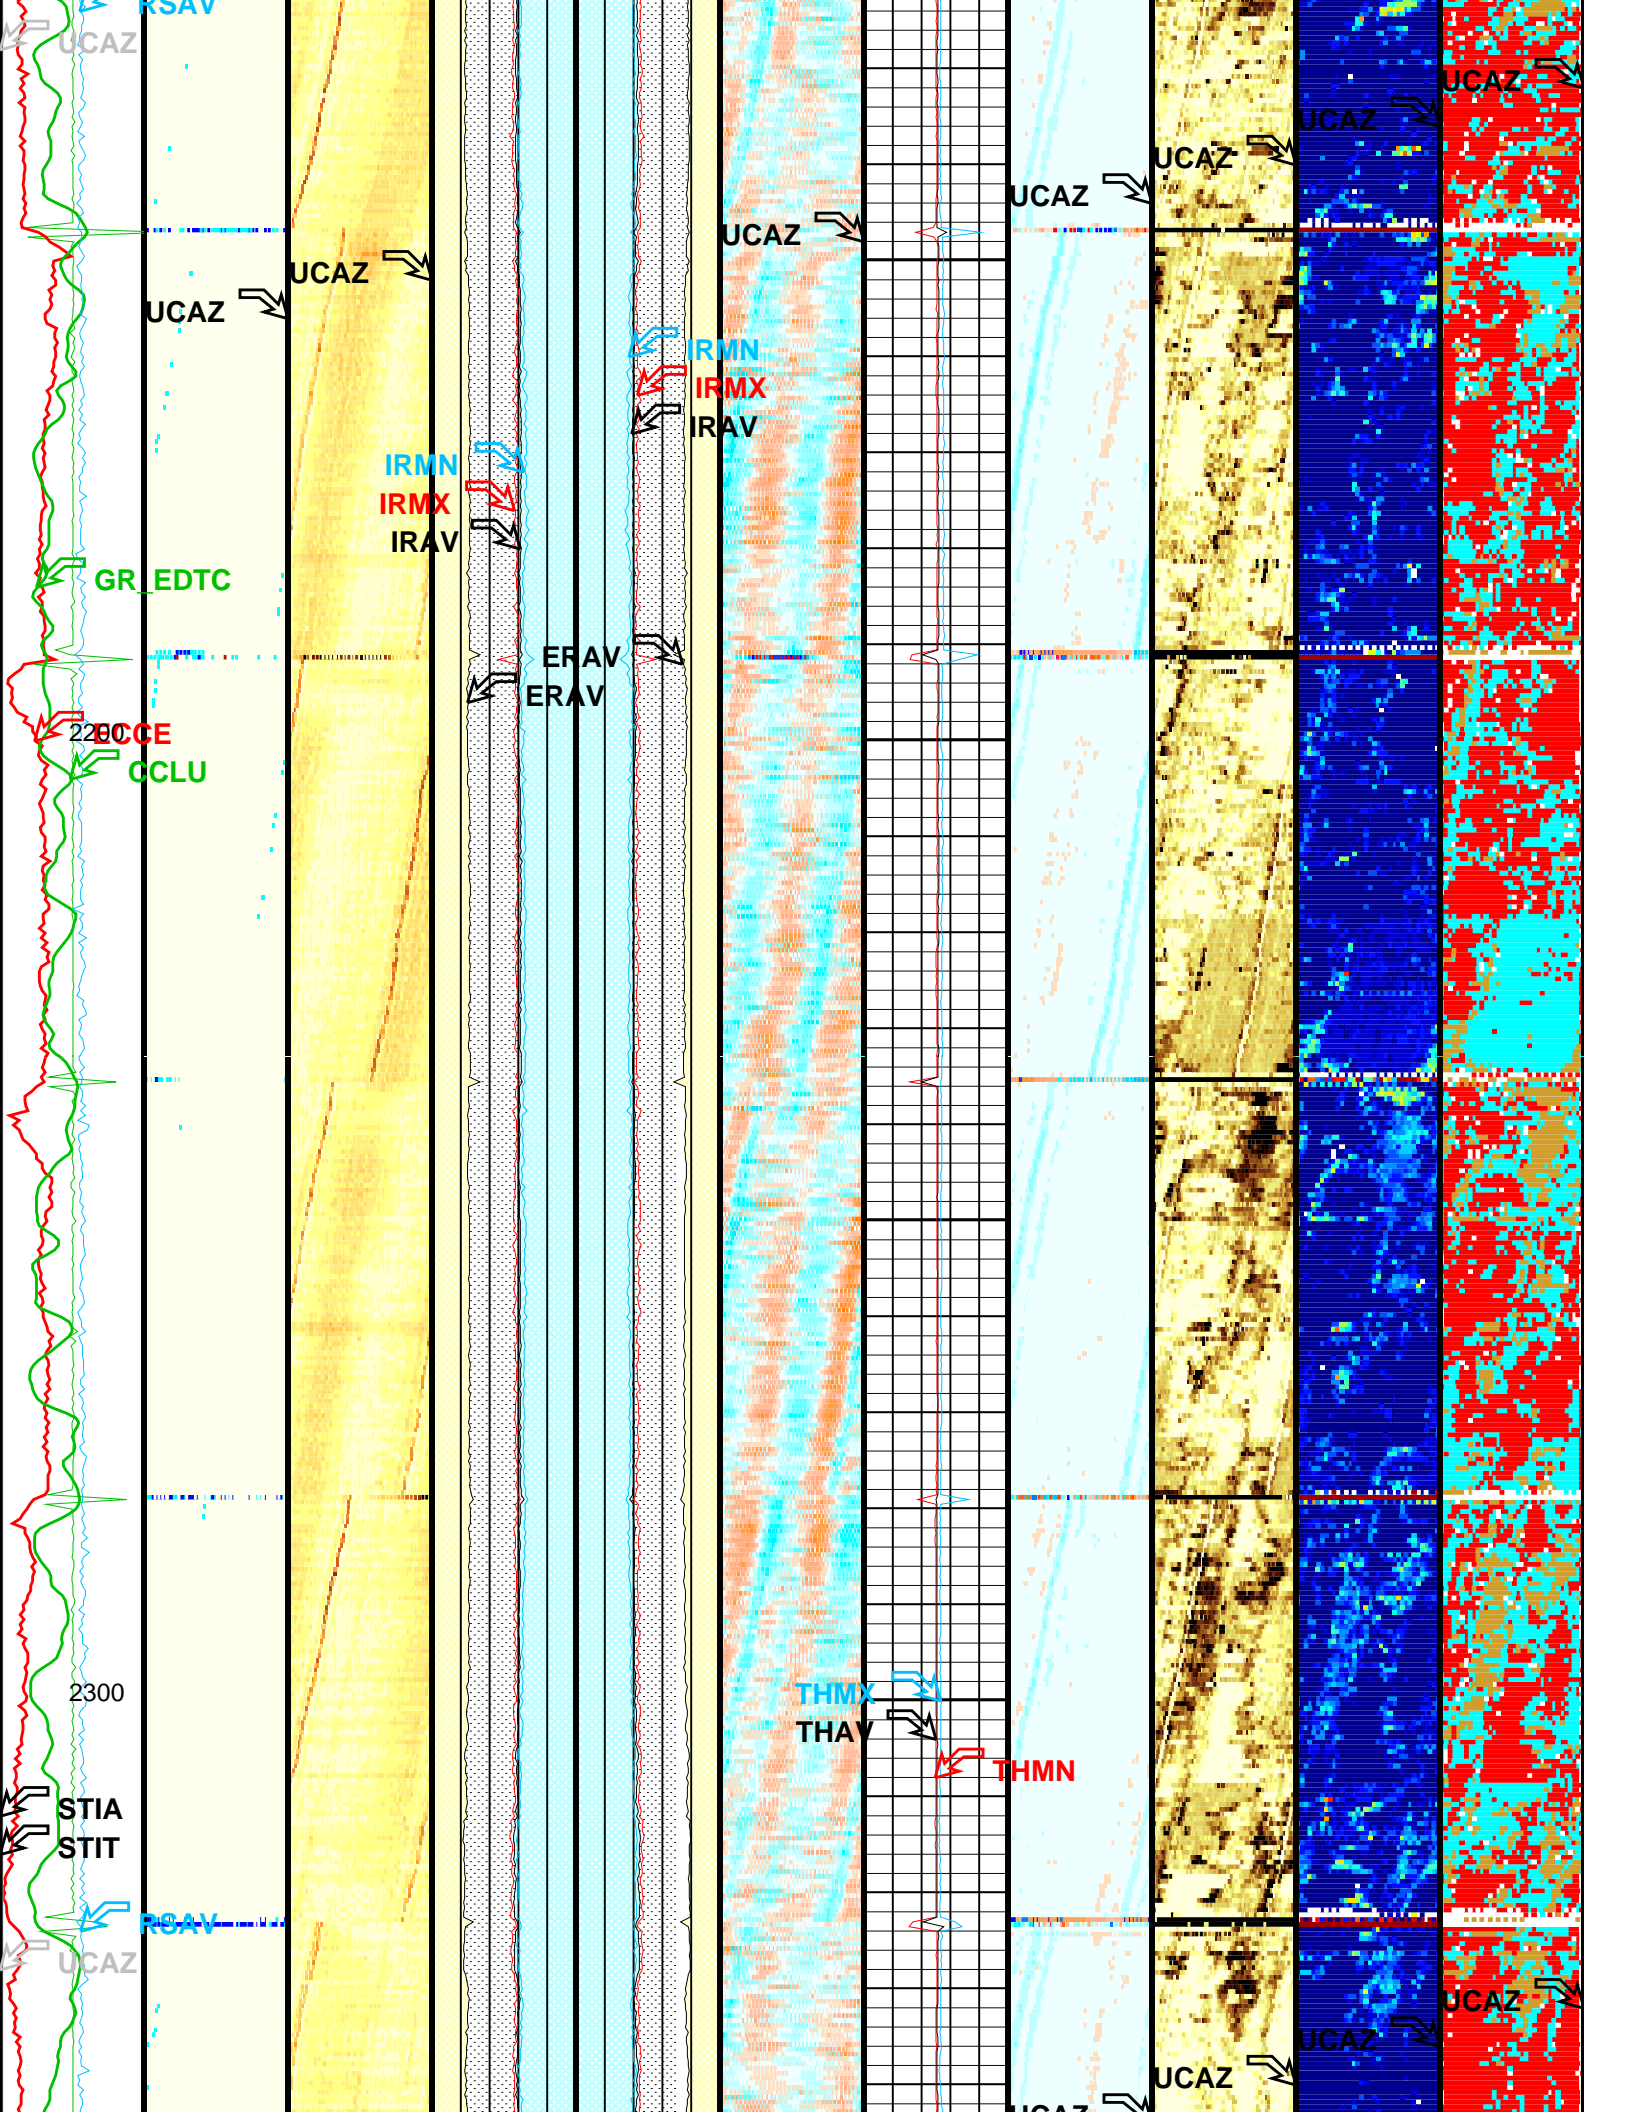 RSAV
UCAZ
UCAZ
UCAZ
UCAZ
UCAZ
UCAZ
UCAZ
UCAZ
IRMN
IRMX
IRAV
IRMN
IRMX
IRAV
GR_EDTC
ERAV
ERAV
2200
ECCE
CCLU
2300
THMX
THAV
THMN
STIA
STIT
RSAV
UCAZ
UCAZ
UCAZ
UCAZ
UCAZ